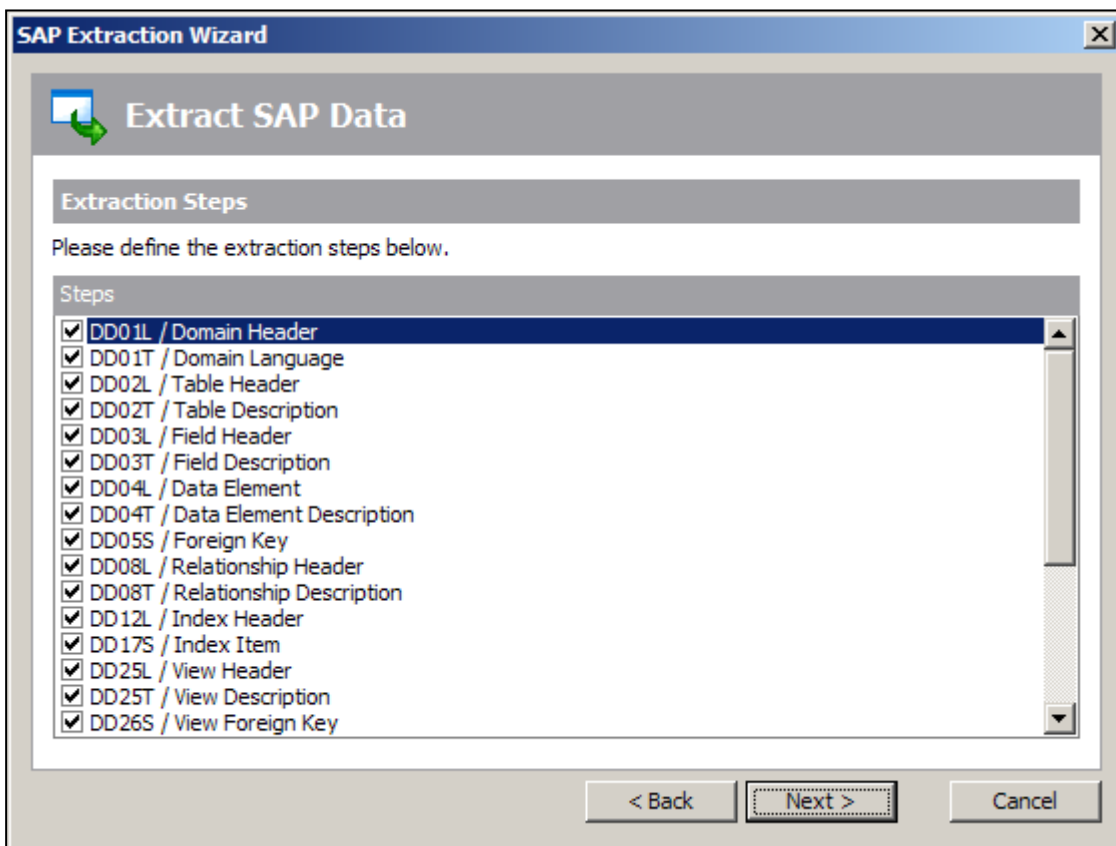 SAP Extraction Wizard
Extract SAP Data
Extraction Steps
Please define the extraction steps below.
Steps
DD01L / Domain Header
DD01T / Domain Language
DD02L / Table Header
DD02T / Table Description
DD03L / Field Header
DD03T / Field Description
DD04L / Data Element
DD04T / Data Element Description
DD05S / Foreign Key
DD08L / Relationship Header
DD08T / Relationship Description
DD12L / Index Header
DD17S / Index Item
DD25L / View Header
DD25T / View Description
DD26S / View Foreign Key
< Back Next > Cancel